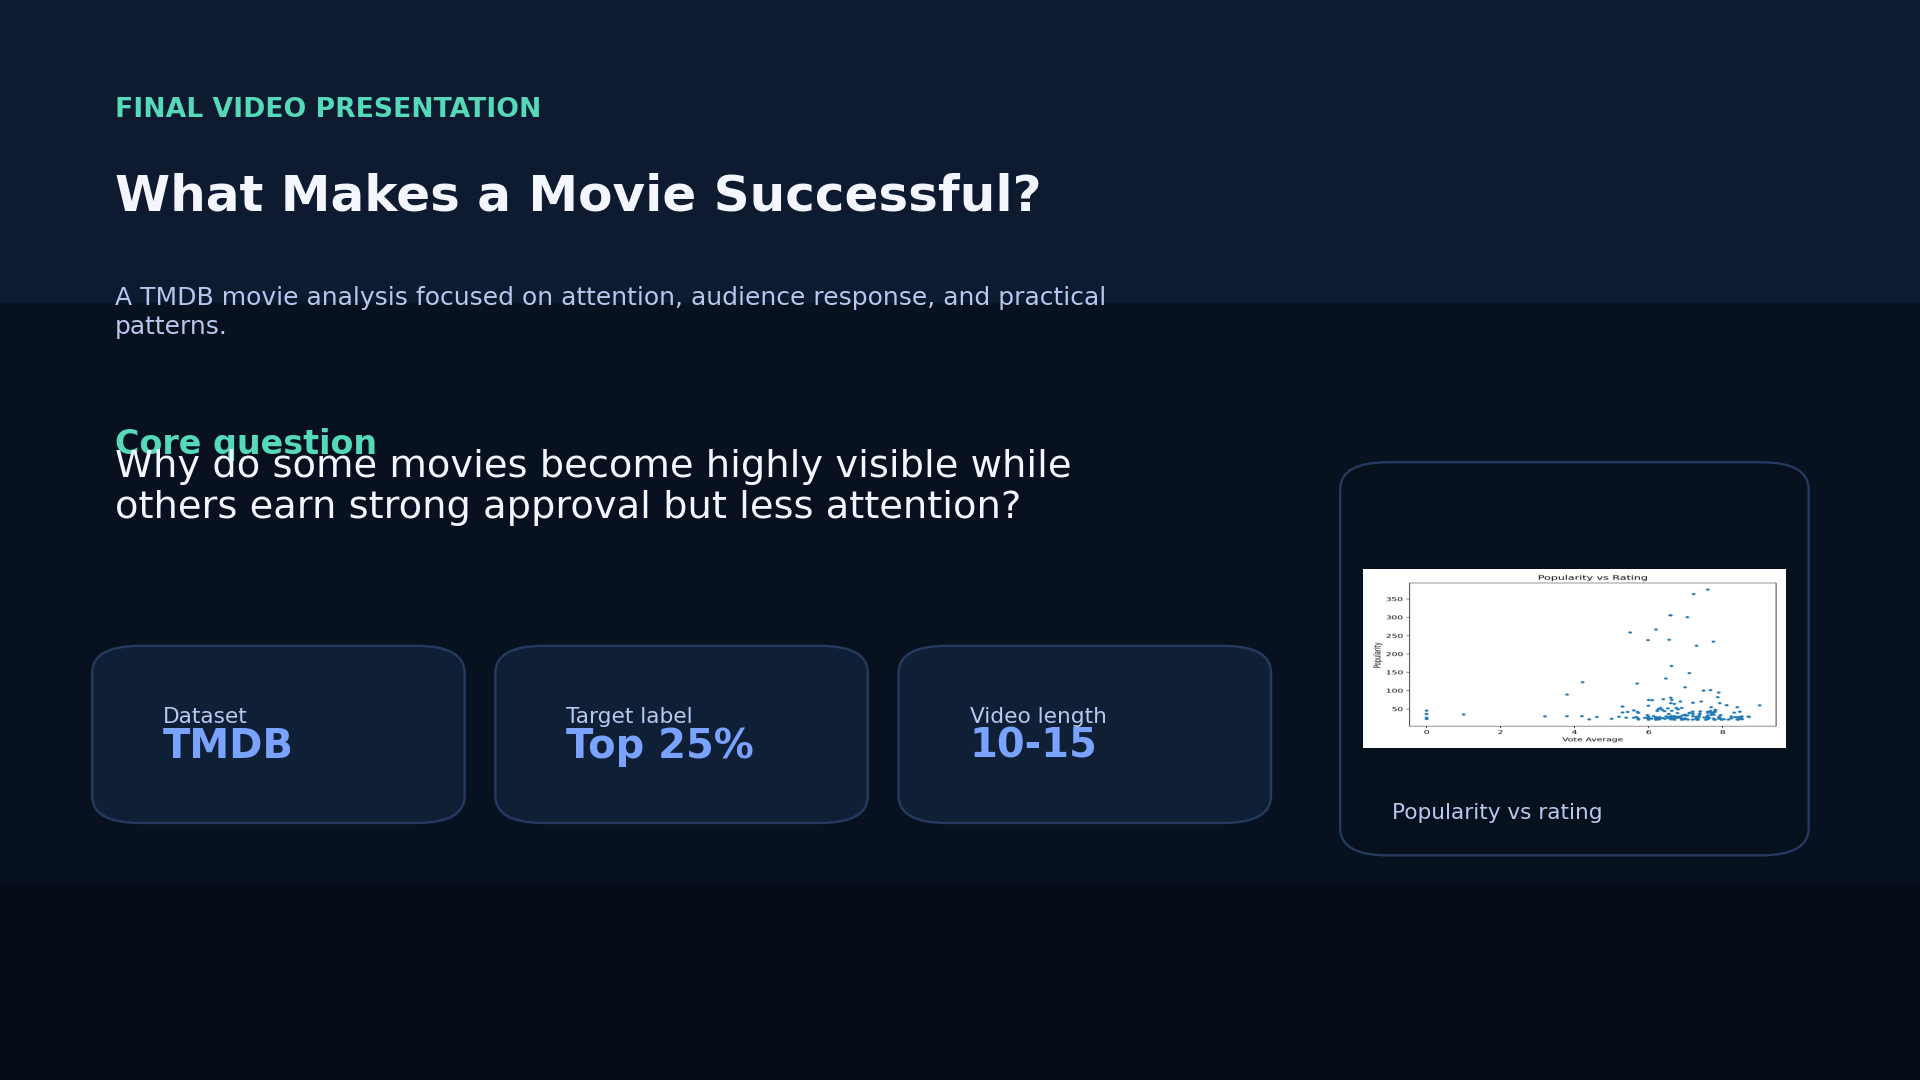 FINAL VIDEO PRESENTATION
What Makes a Movie Successful?
A TMDB movie analysis focused on attention, audience response, and practical
patterns.
Core question
Why do some movies become highly visible while
others earn strong approval but less attention?
Dataset
TMDB
Target label
Top 25%
Video length
10-15
Popularity vs Rating
Popularity
350
300
250
200
150
100
50
0 2 4 6 8
Vote Average
Popularity vs rating